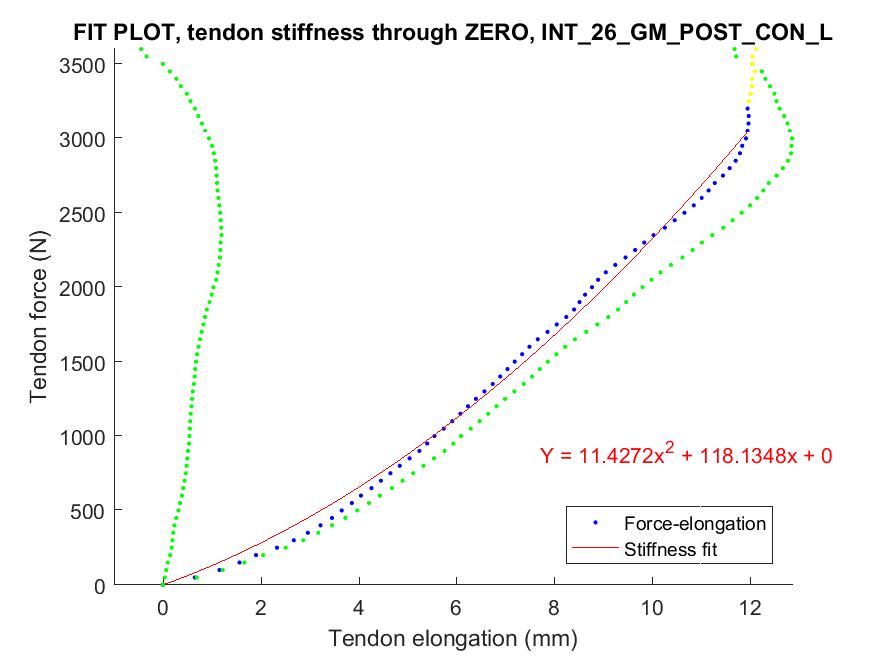 FIT PLOT, tendon stiffness through ZERO, INT_26_GM_POST_CON_L
3500
3000
2500
2000
1500
1000
500
0
Tendon force (N)
Y = 11.4272x² + 118.1348x + 0
Force-elongation
Stiffness fit
0 2 4 6 8 10 12
Tendon elongation (mm)